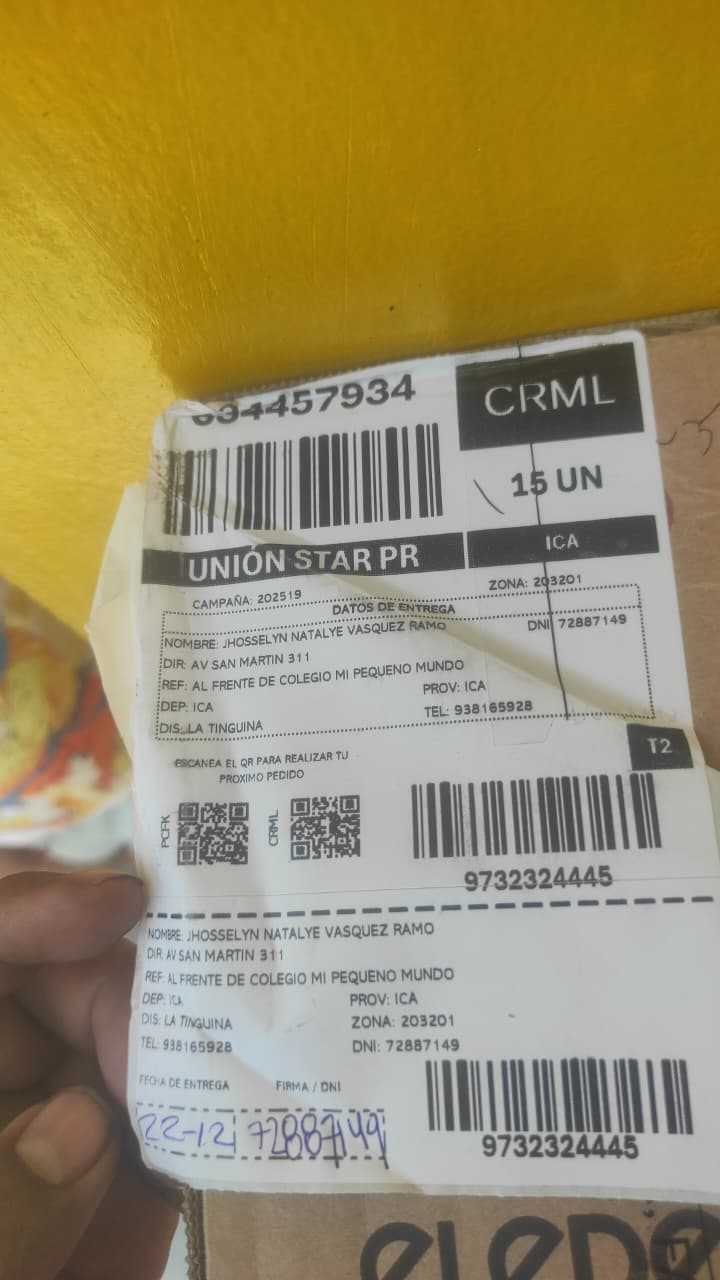 634457934
CRML
15 UN
UNIÓN STAR PR
ICA
CAMPAÑA: 202519
ZONA: 203201
DATOS DE ENTREGA
NOMBRE: JHOSSELYN NATALYE VASQUEZ RAMO DNI 72887149
DIR: AV SAN MARTIN 311
REF: AL FRENTE DE COLEGIO MI PEQUENO MUNDO
DEP: ICA PROV: ICA
DIS: LA TINGUINA TEL: 938165928
ESCANEA EL QR PARA REALIZAR TU
PROXIMO PEDIDO
T2
PCFK
CRML
9732324445
NOMBRE: JHOSSELYN NATALYE VASQUEZ RAMO
DIR: AV SAN MARTIN 311
REF: AL FRENTE DE COLEGIO MI PEQUENO MUNDO
DEP: ICA PROV: ICA
DIS: LA TINGUINA ZONA: 203201
TEL: 938165928 DNI: 72887149
FECHA DE ENTREGA FIRMA / DNI
22-12 72887149
9732324445